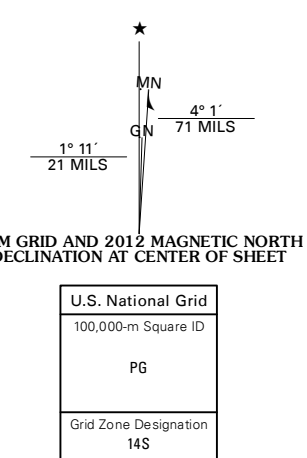 ★
MN
4° 1´
71 MILS
GN
1° 11´
21 MILS
M GRID AND 2012 MAGNETIC NORTH
DECLINATION AT CENTER OF SHEET
U.S. National Grid
100,000-m Square ID
PG
Grid Zone Designation
14S